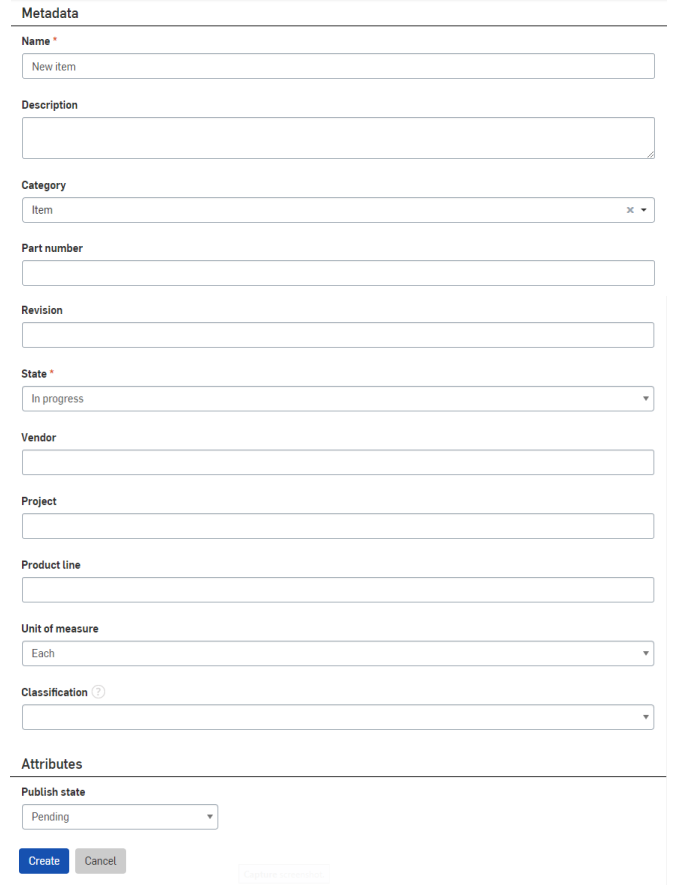 Metadata
Name *
New item
Description
Category
Item
Part number
Revision
State *
In progress
Vendor
Project
Product line
Unit of measure
Each
Classification ?
Attributes
Publish state
Pending
Create Cancel